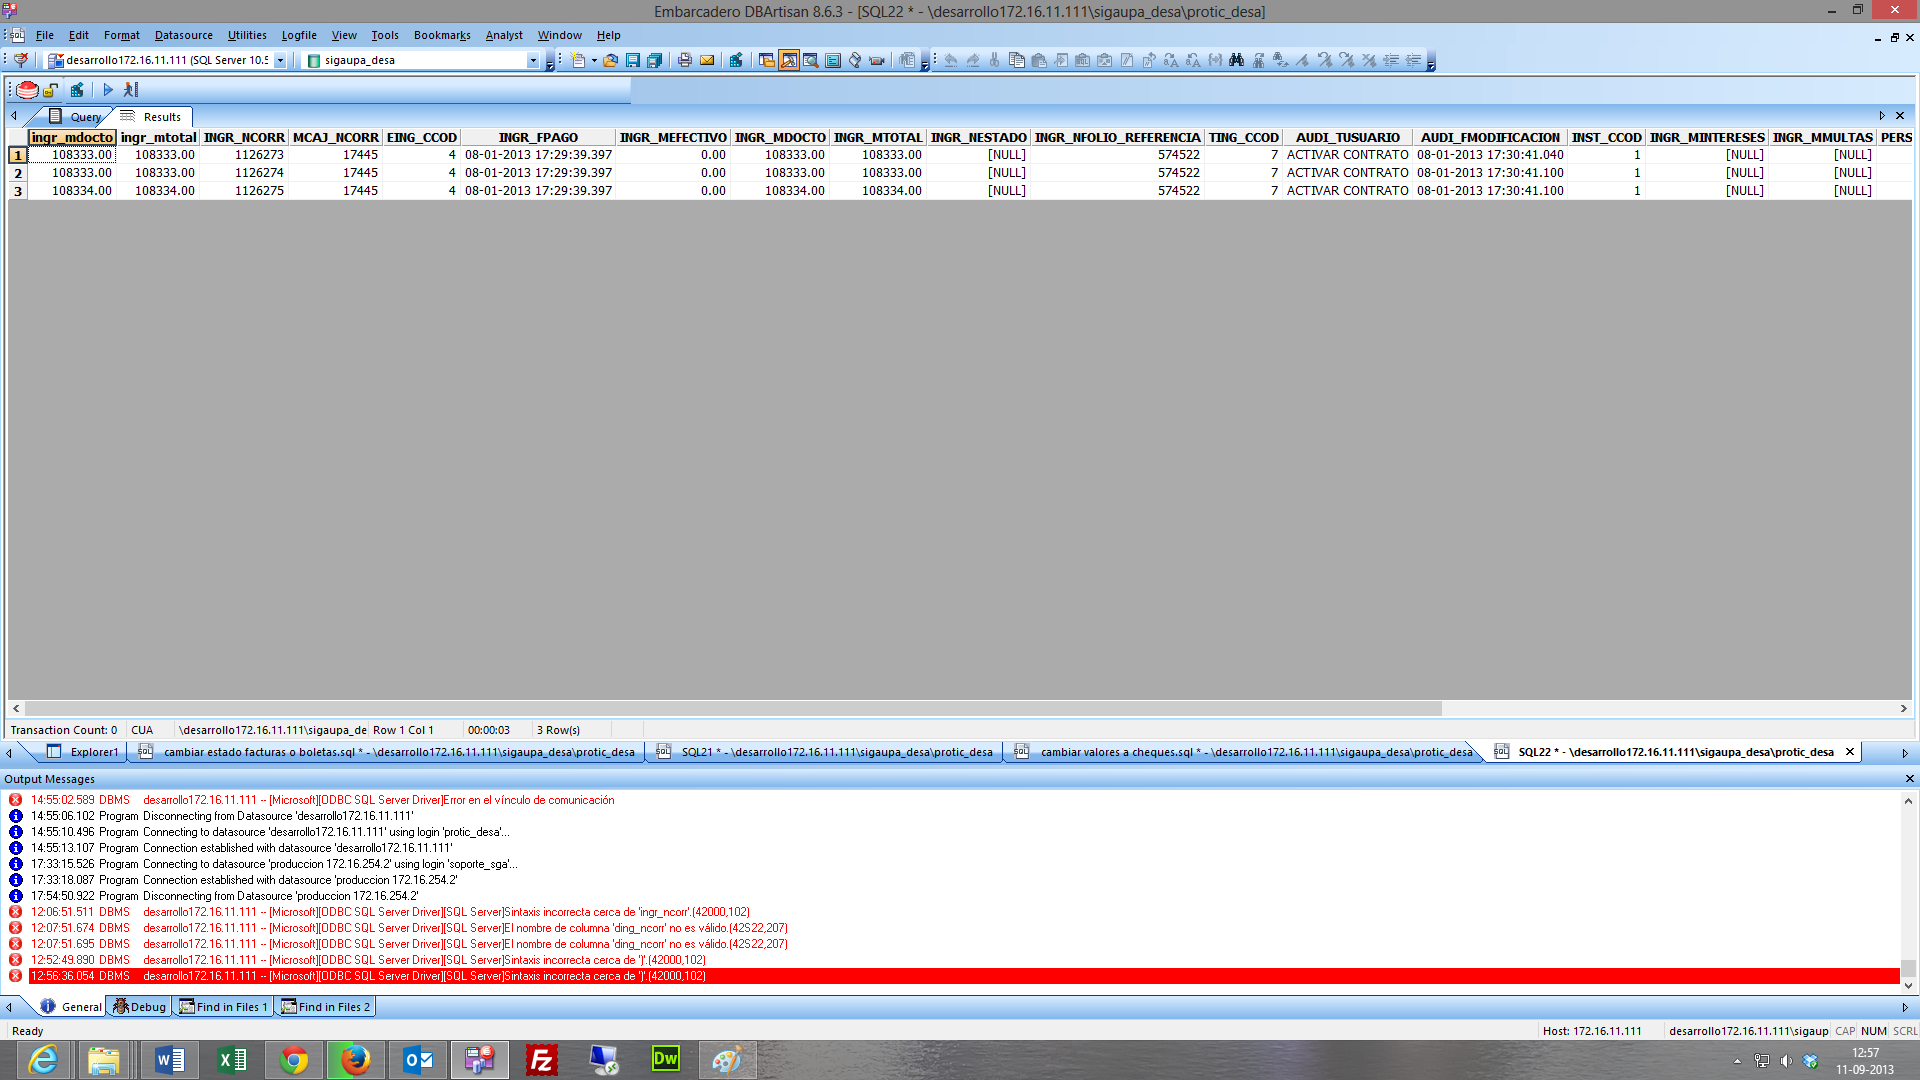 Embarcadero DBArtisan 8.6.3 - [SQL22 * - \desarrollo172.16.11.111\sigaupa_desa\protic_desa]
File Edit Format Datasource Utilities Logfile View Tools Bookmarks Analyst Window Help
desarrollo172.16.11.111 (SQL Server 10.5 sigaupa_desa
Query Results
ingr_mdocto ingr_mtotal INGR_NCORR MCAJ_NCORR EING_CCOD INGR_FPAGO INGR_MEFECTIVO INGR_MDOCTO INGR_MTOTAL INGR_NESTADO INGR_NFOLIO_REFERENCIA TING_CCOD AUDI_TUSUARIO AUDI_FMODIFICACION INST_CCOD INGR_MINTERESES INGR_MMULTAS PERS
1 108333.00 108333.00 1126273 17445 4 08-01-2013 17:29:39.397 0.00 108333.00 108333.00 [NULL] 574522 7 ACTIVAR CONTRATO 08-01-2013 17:30:41.040 1 [NULL] [NULL]
2 108333.00 108333.00 1126274 17445 4 08-01-2013 17:29:39.397 0.00 108333.00 108333.00 [NULL] 574522 7 ACTIVAR CONTRATO 08-01-2013 17:30:41.100 1 [NULL] [NULL]
3 108334.00 108334.00 1126275 17445 4 08-01-2013 17:29:39.397 0.00 108334.00 108334.00 [NULL] 574522 7 ACTIVAR CONTRATO 08-01-2013 17:30:41.100 1 [NULL] [NULL]
Transaction Count: 0 CUA \desarrollo172.16.11.111\sigaupa_de Row 1 Col 1 00:00:03 3 Row(s)
Explorer1 cambiar estado facturas o boletas.sql * - \desarrollo172.16.11.111\sigaupa_desa\protic_desa SQL21 * - \desarrollo172.16.11.111\sigaupa_desa\protic_desa cambiar valores a cheques.sql * - \desarrollo172.16.11.111\sigaupa_desa\protic_desa SQL22 * - \desarrollo172.16.11.111\sigaupa_desa\protic_desa
Output Messages
14:55:02.589 DBMS desarrollo172.16.11.111 -- [Microsoft][ODBC SQL Server Driver]Error en el vínculo de comunicación
14:55:06.102 Program Disconnecting from Datasource 'desarrollo172.16.11.111'
14:55:10.496 Program Connecting to datasource 'desarrollo172.16.11.111' using login 'protic_desa'...
14:55:13.107 Program Connection established with datasource 'desarrollo172.16.11.111'
17:33:15.526 Program Connecting to datasource 'produccion 172.16.254.2' using login 'soporte_sga'...
17:33:18.087 Program Connection established with datasource 'produccion 172.16.254.2'
17:54:50.922 Program Disconnecting from Datasource 'produccion 172.16.254.2'
12:06:51.511 DBMS desarrollo172.16.11.111 -- [Microsoft][ODBC SQL Server Driver][SQL Server]Sintaxis incorrecta cerca de 'ingr_ncorr'.(42000,102)
12:07:51.674 DBMS desarrollo172.16.11.111 -- [Microsoft][ODBC SQL Server Driver][SQL Server]El nombre de columna 'ding_ncorr' no es válido.(42S22,207)
12:07:51.695 DBMS desarrollo172.16.11.111 -- [Microsoft][ODBC SQL Server Driver][SQL Server]El nombre de columna 'ding_ncorr' no es válido.(42S22,207)
12:52:49.890 DBMS desarrollo172.16.11.111 -- [Microsoft][ODBC SQL Server Driver][SQL Server]Sintaxis incorrecta cerca de ')'.(42000,102)
12:56:36.054 DBMS desarrollo172.16.11.111 -- [Microsoft][ODBC SQL Server Driver][SQL Server]Sintaxis incorrecta cerca de ')'.(42000,102)
General Debug Find in Files 1 Find in Files 2
Ready Host: 172.16.11.111 desarrollo172.16.11.111\sigaup CAP NUM SCRL
Dw
12:57
11-09-2013